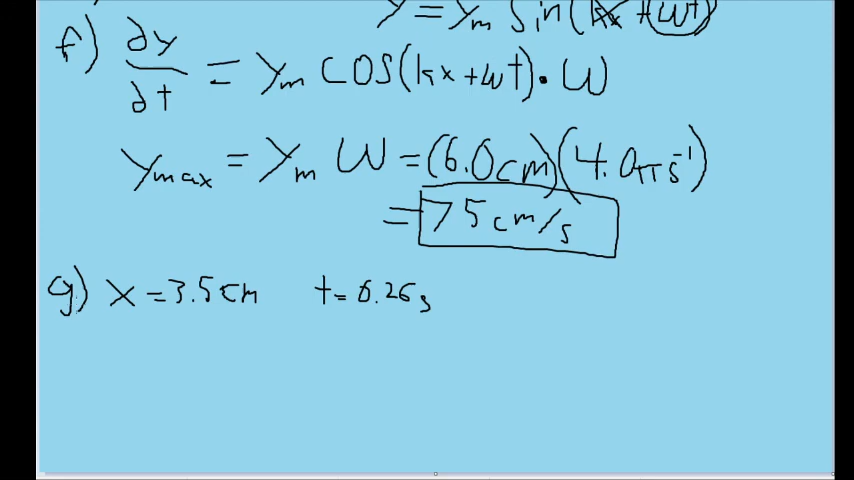 y = ym sin(kx + ωt)
f) ∂y/∂t = ym cos(kx + ωt) · ω
ymax = ym ω = (6.0 cm)(4.0π s⁻¹)
= 75 cm/s
g) x = 3.5 cm t = 0.26 s